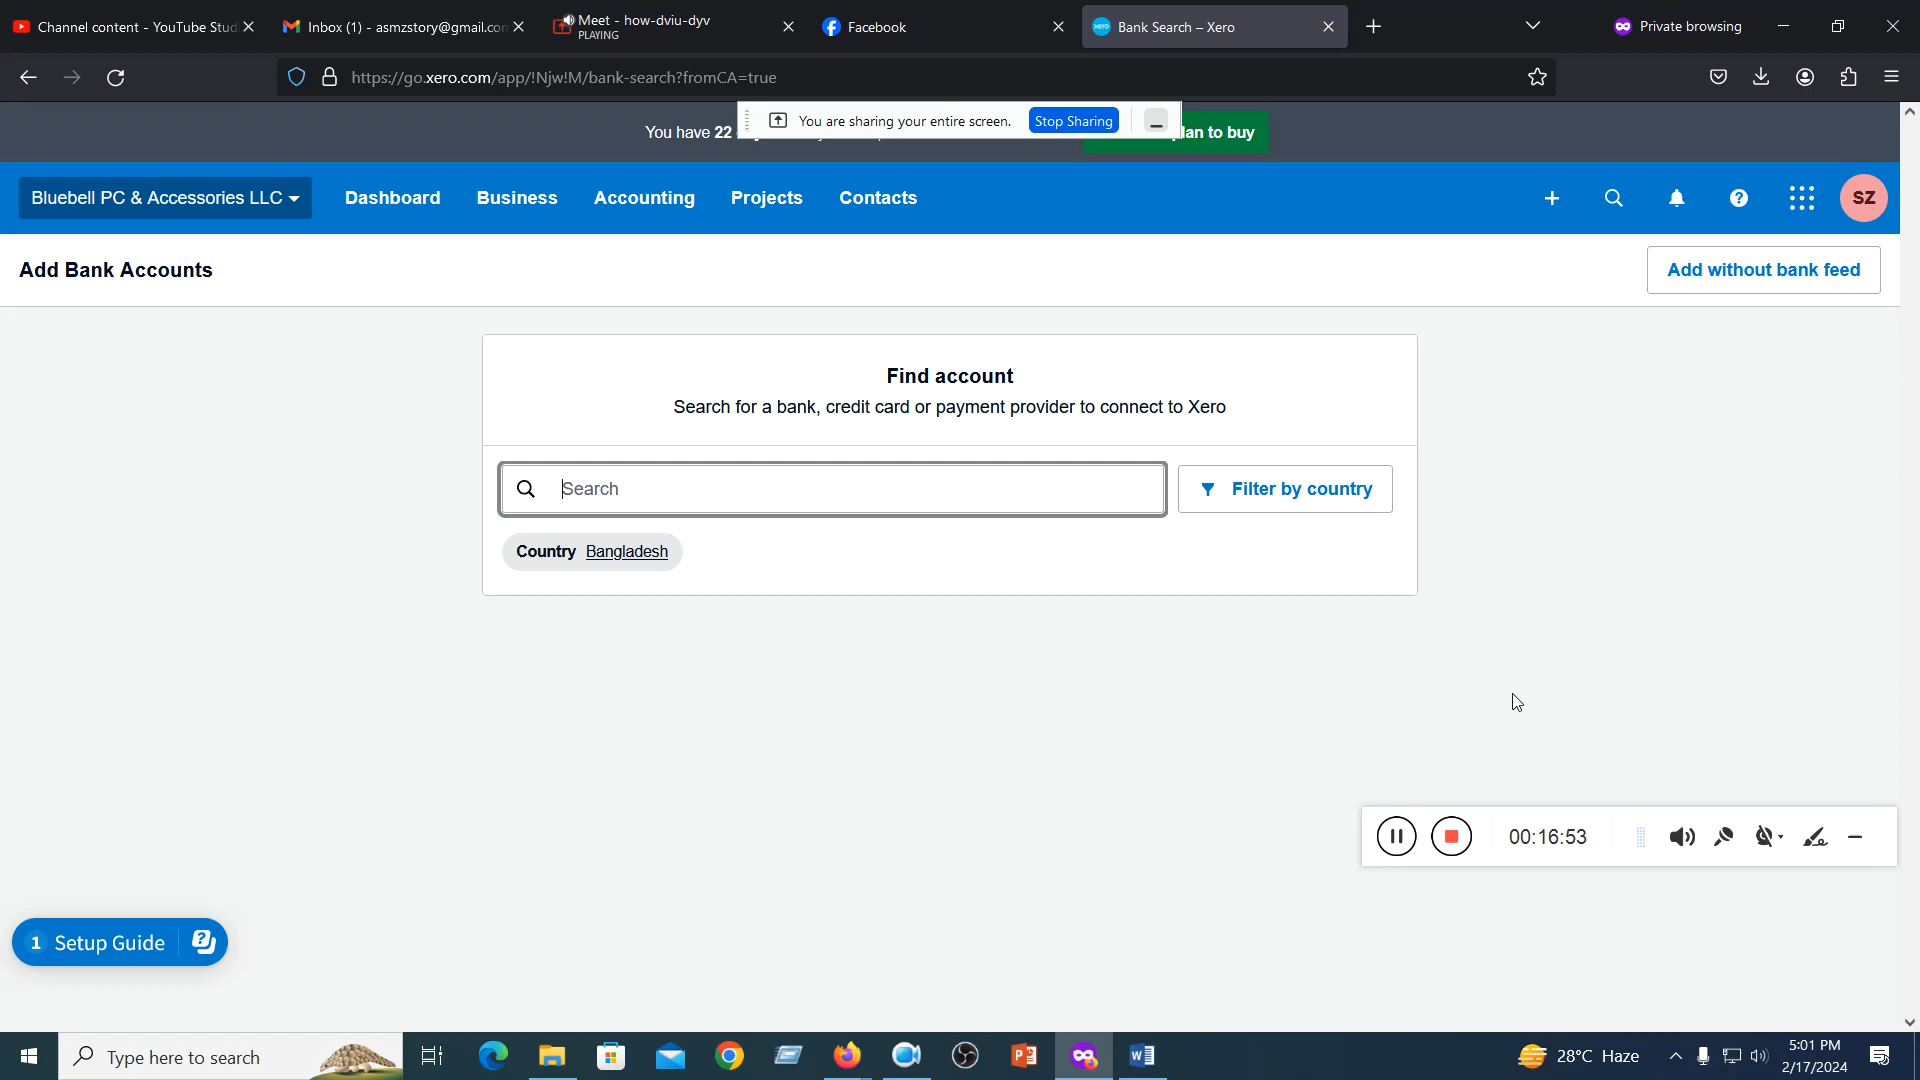 Channel content - YouTube Stud
Inbox (1) - asmzstory@gmail.con
Meet - how-dviu-dyv
PLAYING
Facebook
Bank Search – Xero
Private browsing
https://go.xero.com/app/!Njw!M/bank-search?fromCA=true
You have 22
You are sharing your entire screen.
Stop Sharing
lan to buy
Bluebell PC & Accessories LLC
Dashboard
Business
Accounting
Projects
Contacts
SZ
Add Bank Accounts
Add without bank feed
Find account
Search for a bank, credit card or payment provider to connect to Xero
Search
Filter by country
Country Bangladesh
00:16:53
1 Setup Guide
Type here to search
28°C Haze
5:01 PM
2/17/2024